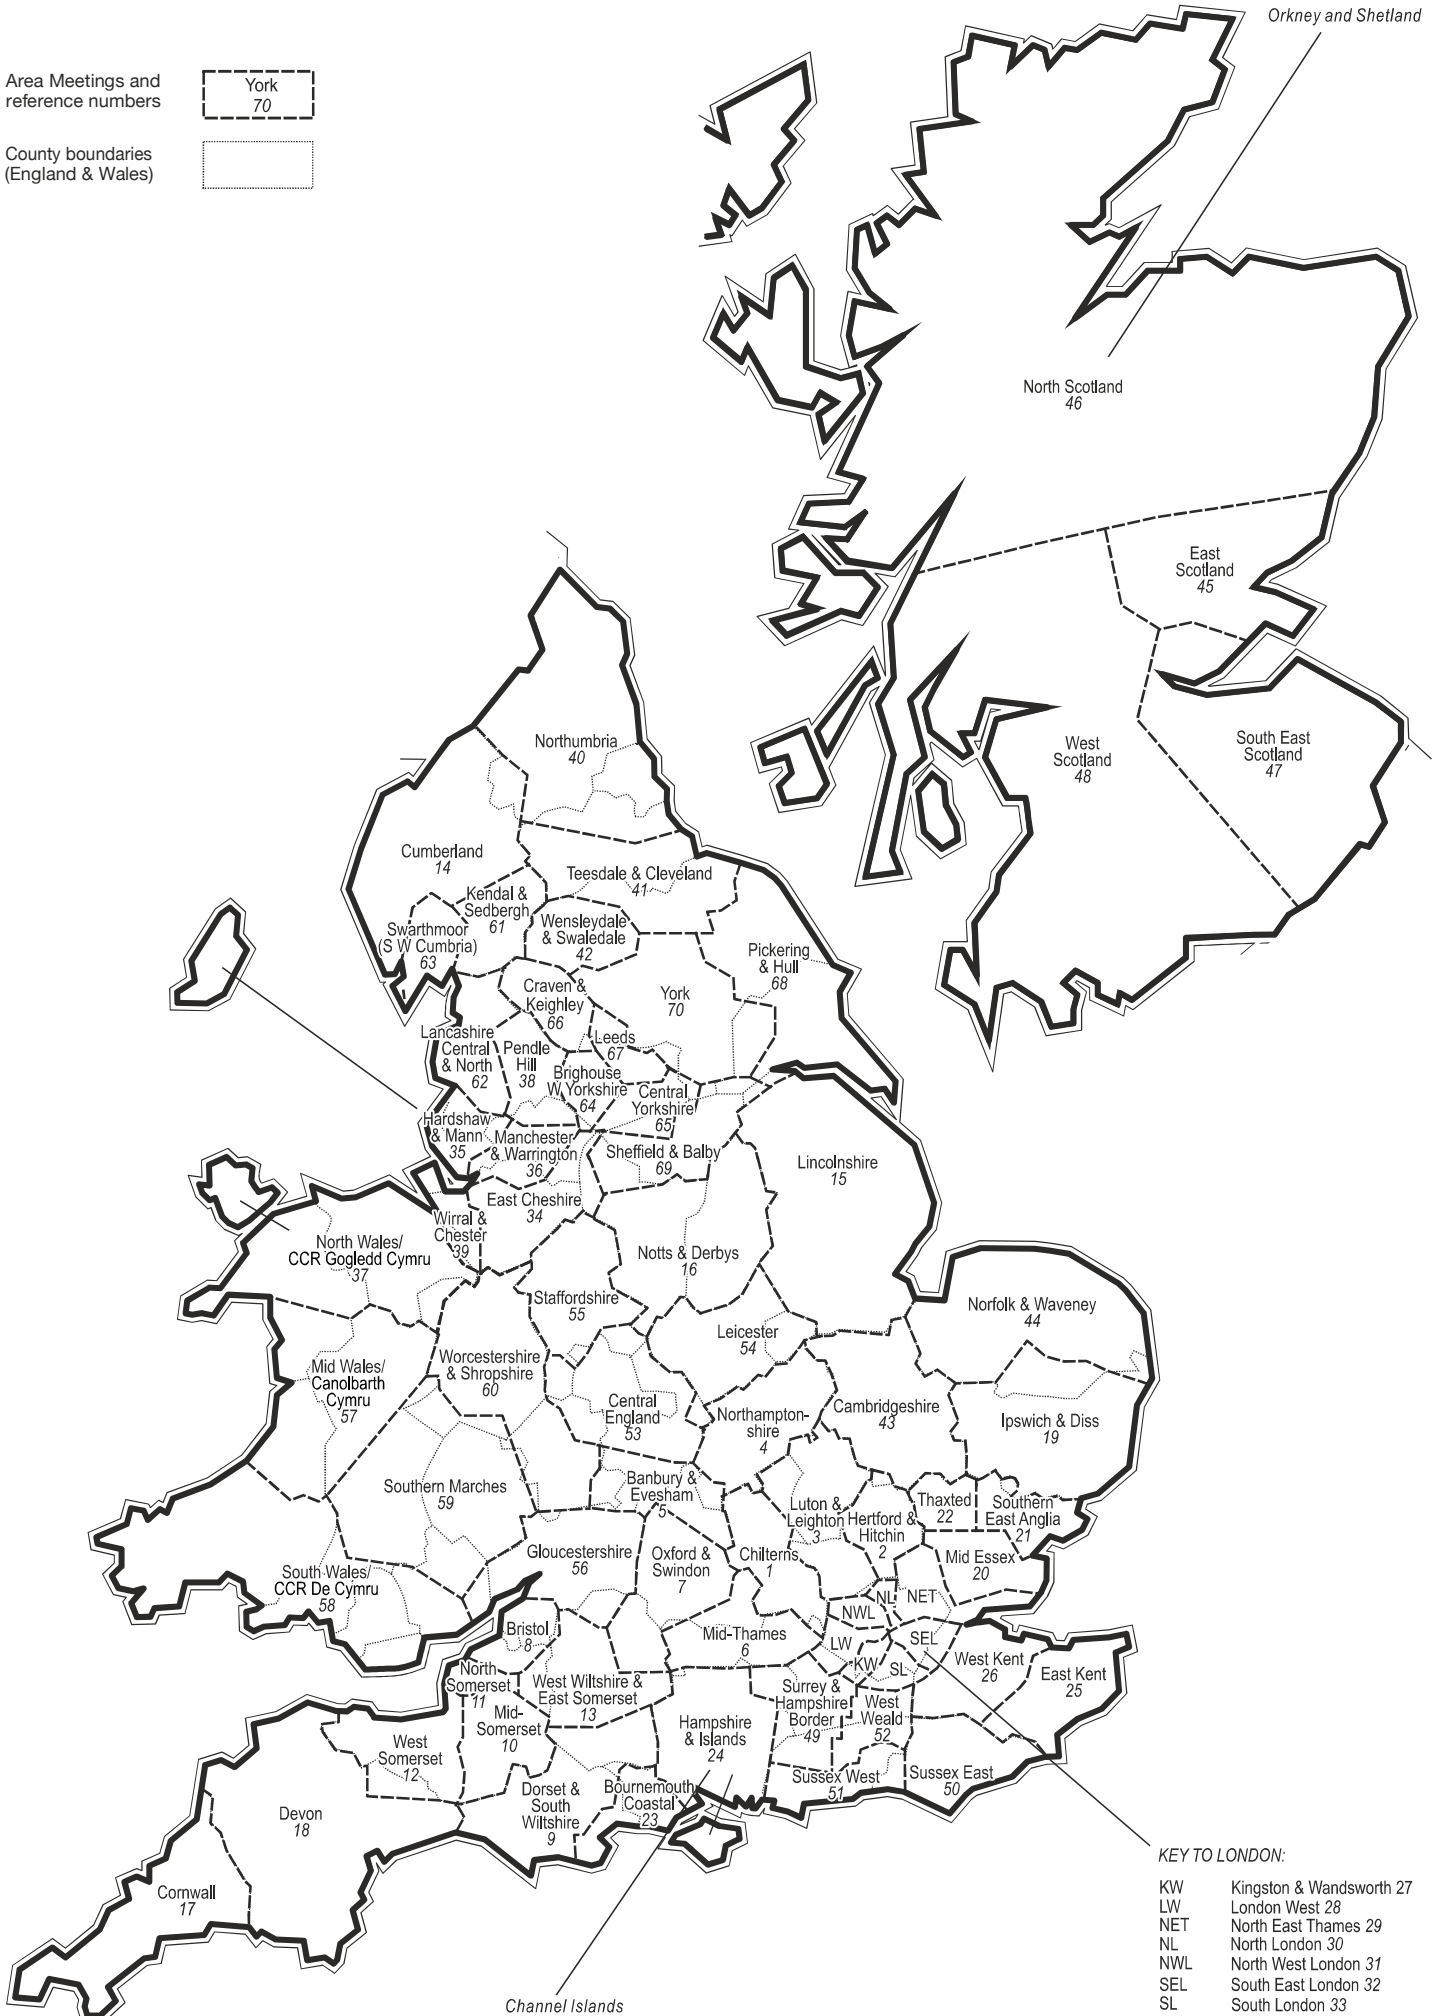 Orkney and Shetland
Area Meetings and
reference numbers
York
70
County boundaries
(England & Wales)
North Scotland
46
East
Scotland
45
West
Scotland
48
South East
Scotland
47
Northumbria
40
Cumberland
14
Teesdale & Cleveland
41
Kendal &
Sedbergh
61
Wensleydale
& Swaledale
42
Swarthmoor
(S W Cumbria)
63
Pickering
& Hull
68
Craven &
Keighley
66
York
70
Lancashire
Central
& North
62
Pendle
Hill
38
Leeds
67
Brighouse
W Yorkshire
64
Central
Yorkshire
65
Hardshaw
& Mann
35
Manchester
& Warrington
36
Sheffield & Balby
69
Lincolnshire
15
East Cheshire
34
Wirral &
Chester
39
North Wales/
CCR Gogledd Cymru
37
Notts & Derbys
16
Staffordshire
55
Norfolk & Waveney
44
Leicester
54
Mid Wales/
Canolbarth
Cymru
57
Worcestershire
& Shropshire
60
Central
England
53
Northampton-
shire
4
Cambridgeshire
43
Ipswich & Diss
19
Southern Marches
59
Banbury &
Evesham
5
Luton &
Leighton
3
Hertford &
Hitchin
2
Thaxted
22
Southern
East Anglia
21
Gloucestershire
56
Oxford &
Swindon
7
Chilterns
1
Mid Essex
20
South Wales/
CCR De Cymru
58
NL
NET
NWL
Bristol
8
Mid-Thames
6
LW
SEL
KW
SL
West Kent
26
East Kent
25
North
Somerset
11
West Wiltshire &
East Somerset
13
Surrey &
Hampshire
Border
49
West
Weald
52
Mid-
Somerset
10
Hampshire
& Islands
24
West
Somerset
12
Sussex West
51
Sussex East
50
Dorset &
South
Wiltshire
9
Bournemouth
Coastal
23
Devon
18
Cornwall
17
Channel Islands
KEY TO LONDON:
KW Kingston & Wandsworth 27
LW London West 28
NET North East Thames 29
NL North London 30
NWL North West London 31
SEL South East London 32
SL South London 33